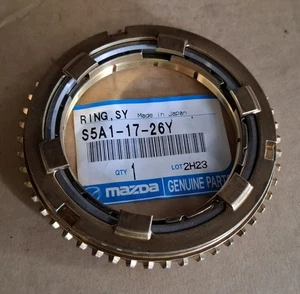 RING,SY Made in Japan
S5A1-17-26Y
QTY 1 LOT 2H23
mazda GENUINE PARTS